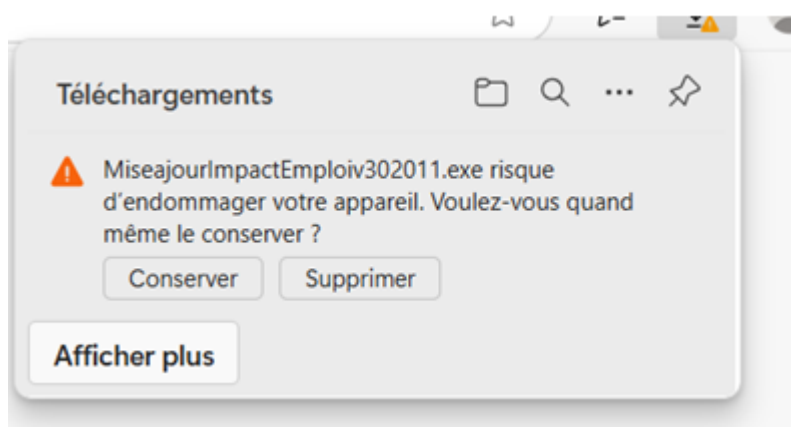 Téléchargements
MiseajourImpactEmploiv302011.exe risque
d'endommager votre appareil. Voulez-vous quand
même le conserver ?
Conserver
Supprimer
Afficher plus